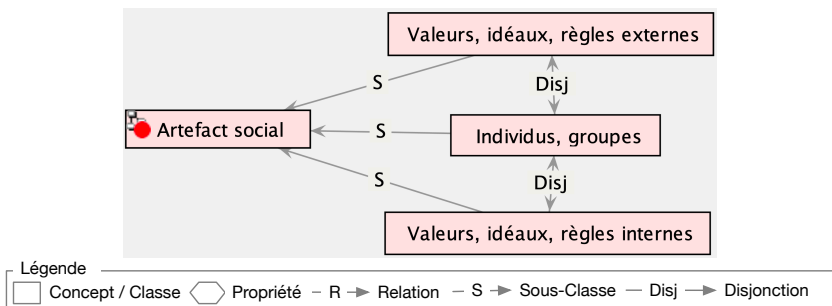 Valeurs, idéaux, règles externes
S
Disj
Artefact social
S
Individus, groupes
Disj
S
Valeurs, idéaux, règles internes
Légende
Concept / Classe Propriété R Relation S Sous-Classe Disj Disjonction